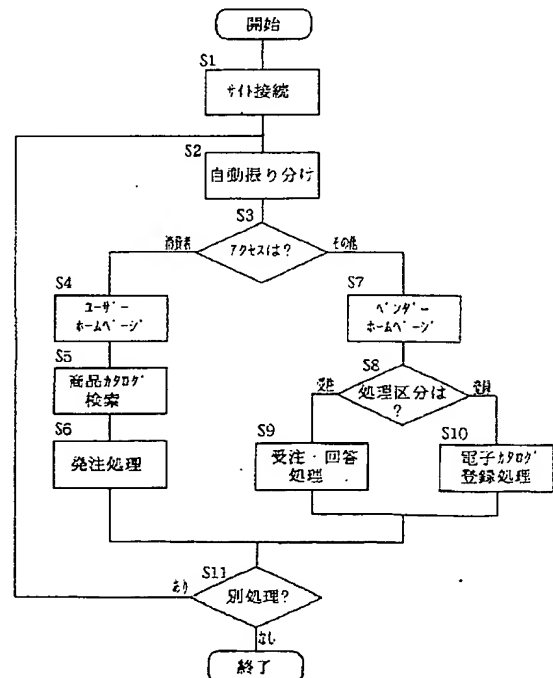 開始
S1
サイト接続
S2
自動振り分け
S3
アクセスは?
消費者
その他
S4
ユーザー
ホームページ
S7
ベンダー
ホームページ
S5
商品カタログ
検索
S8
処理区分は
?
S6
発注処理
S9
受注・回答
処理
S10
電子カタログ
登録処理
S11
別処理?
あり
なし
終了